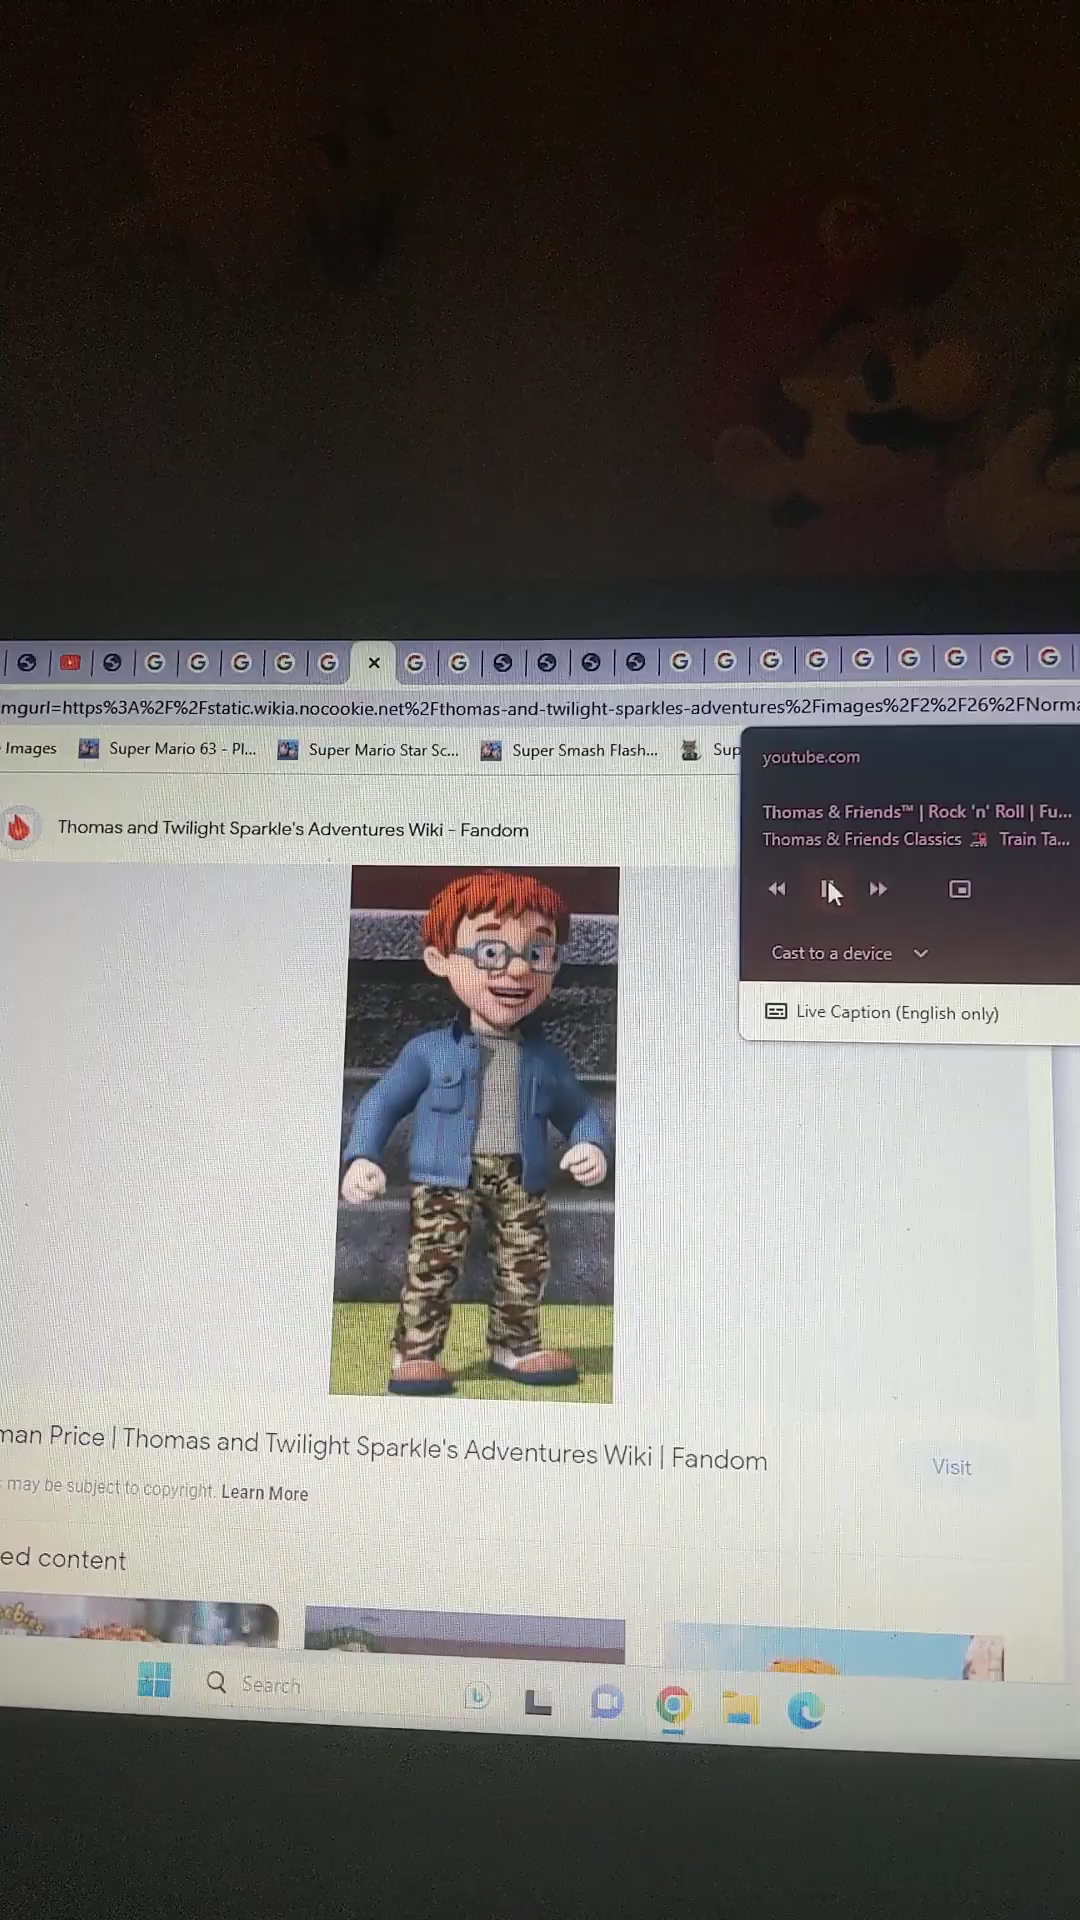 mgurl=https%3A%2F%2Fstatic.wikia.nocookie.net%2Fthomas-and-twilight-sparkles-adventures%2Fimages%2F2%2F26%2FNorma
Images Super Mario 63 - Pl... Super Mario Star Sc... Super Smash Flash... Sup
youtube.com
Thomas & Friends™ | Rock 'n' Roll | Fu...
Thomas & Friends Classics 🚂 Train Ta...
Cast to a device
Live Caption (English only)
Thomas and Twilight Sparkle's Adventures Wiki - Fandom
man Price | Thomas and Twilight Sparkle's Adventures Wiki | Fandom
Visit
may be subject to copyright. Learn More
ed content
Search